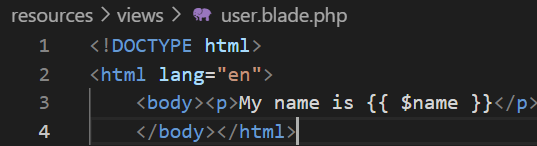 resources > views > user.blade.php
1 <!DOCTYPE html>
2 <html lang="en">
3 <body><p>My name is {{ $name }}</p>
4 </body></html>